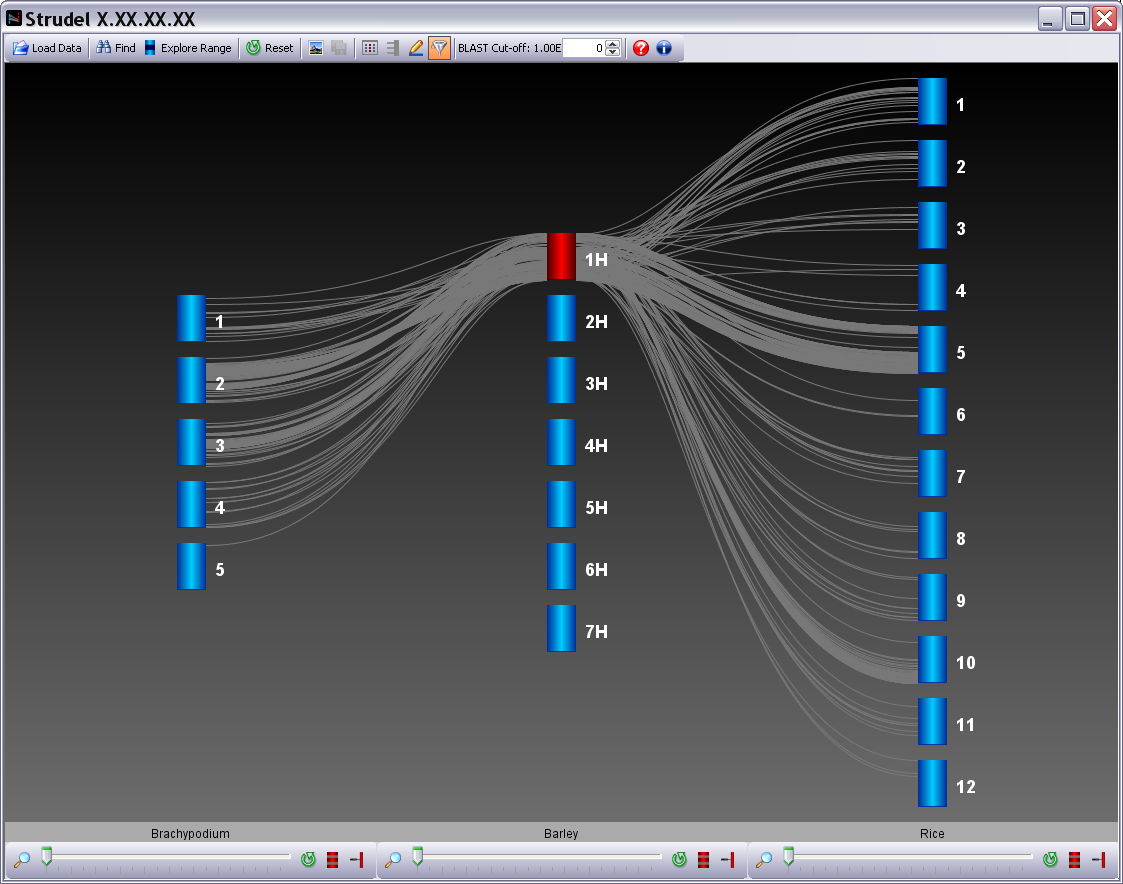 Strudel X.XX.XX.XX
Load Data Find Explore Range Reset BLAST Cut-off: 1.00E 0
1
2
3
4
5
1H
2H
3H
4H
5H
6H
7H
1
2
3
4
5
6
7
8
9
10
11
12
Brachypodium Barley Rice